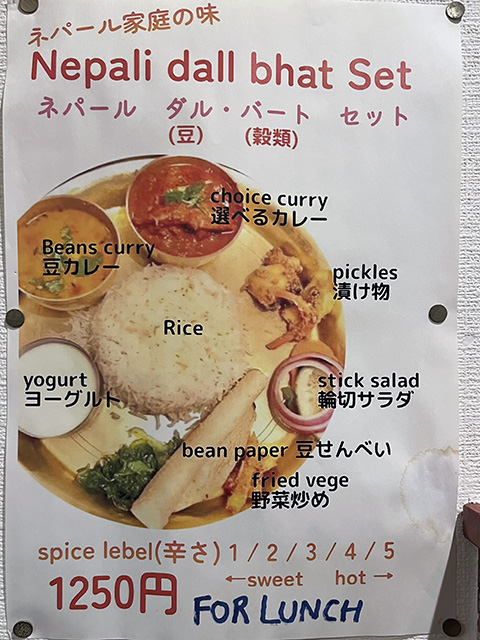 ネパール家庭の味
Nepali dall bhat Set
ネパール ダル・バート セット
(豆) (穀類)
choice curry
選べるカレー
Beans curry
豆カレー
pickles
漬け物
Rice
yogurt
ヨーグルト
stick salad
輪切サラダ
bean paper 豆せんべい
fried vege
野菜炒め
spice lebel(辛さ) 1 / 2 / 3 / 4 / 5
←sweet hot→
1250円 FOR LUNCH